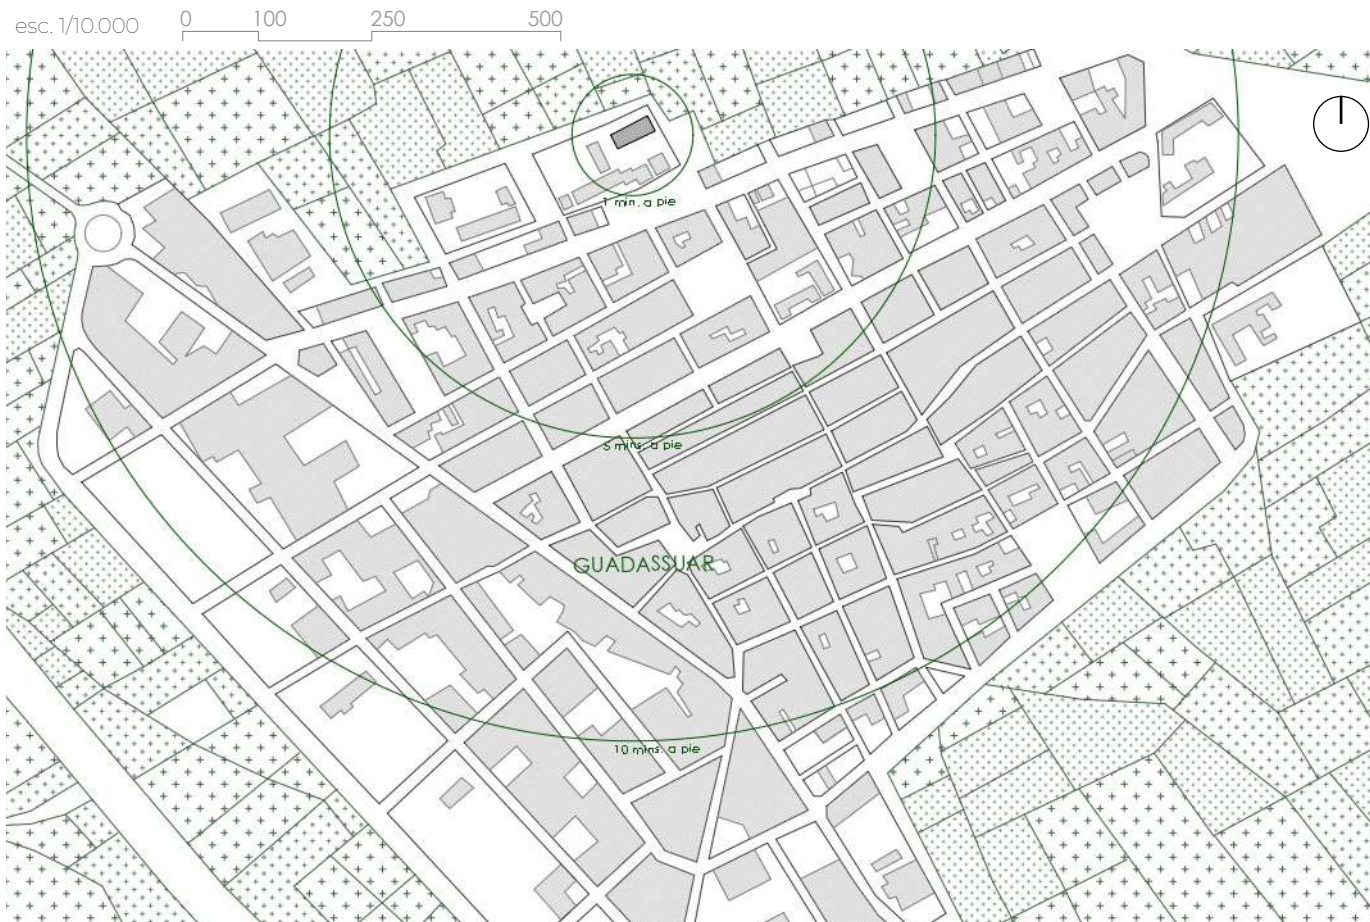 esc. 1/10.000
0 100 250 500
1 min. a pie
5 mins. a pie
GUADASSUAR
10 mins. a pie